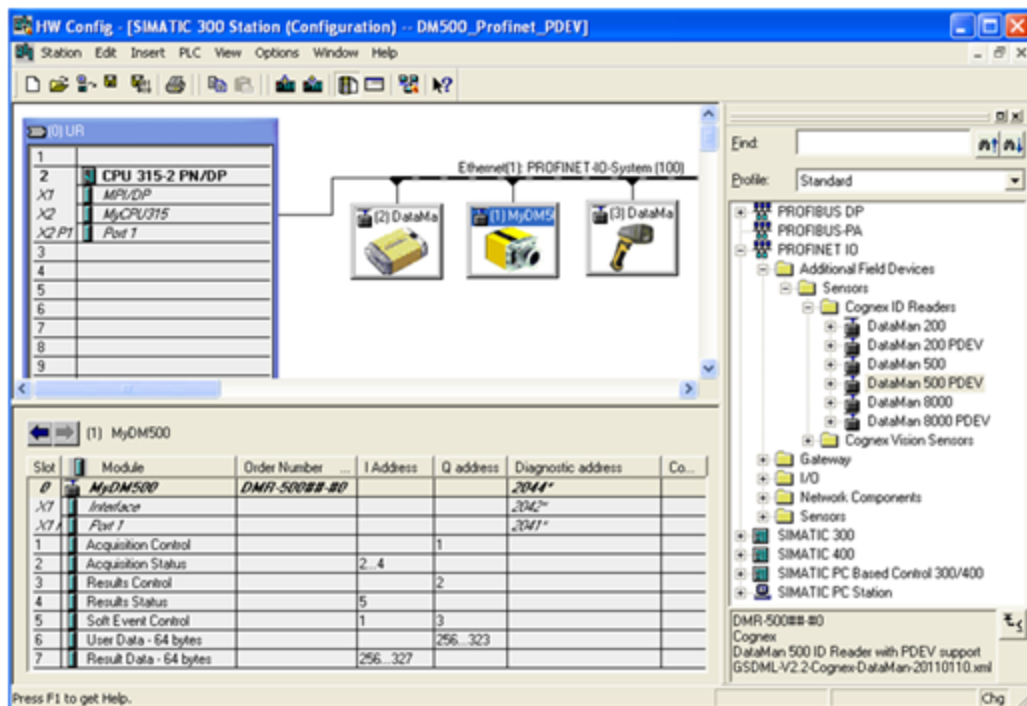 HW Config - [SIMATIC 300 Station (Configuration) -- DM500_Profinet_PDEV]
Station Edit Insert PLC View Options Window Help
(0) UR
1
2 CPU 315-2 PN/DP
X1 MPI/DP
X2 MyCPU315
X2 P1 Port 1
3
4
5
6
7
8
9
Ethernet(1): PROFINET-IO-System (100)
(2) DataMa
(1) MyDM5
(3) DataMa
Find:
Profile: Standard
PROFIBUS DP
PROFIBUS-PA
PROFINET IO
Additional Field Devices
Sensors
Cognex ID Readers
DataMan 200
DataMan 200 PDEV
DataMan 500
DataMan 500 PDEV
DataMan 8000
DataMan 8000 PDEV
Cognex Vision Sensors
Gateway
I/O
Network Components
Sensors
SIMATIC 300
SIMATIC 400
SIMATIC PC Based Control 300/400
SIMATIC PC Station
(1) MyDM500
Slot Module Order Number ... I Address Q address Diagnostic address Co...
0 MyDM500 DMR-500##-#0 2044*
X1 Interface 2042*
X1 Port 1 2041*
1 Acquisition Control 1
2 Acquisition Status 2...4
3 Results Control 2
4 Results Status 5
5 Soft Event Control 1 3
6 User Data - 64 bytes 256...323
7 Result Data - 64 bytes 256...327
DMR-500##-#0
Cognex
DataMan 500 ID Reader with PDEV support
GSDML-V2.2-Cognex-DataMan-20110110.xml
Press F1 to get Help.
Chg